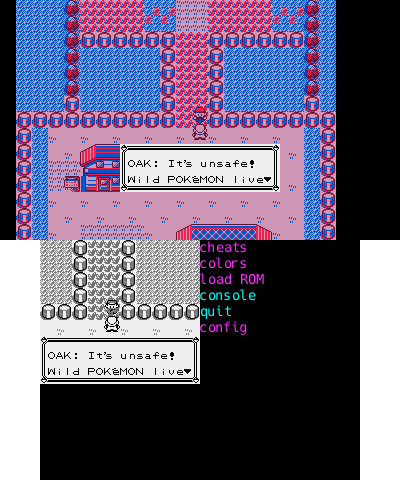 OAK: It's unsafe!
Wild POKéMON live▼
cheats
colors
load ROM
console
quit
config
OAK: It's unsafe!
Wild POKéMON live▼